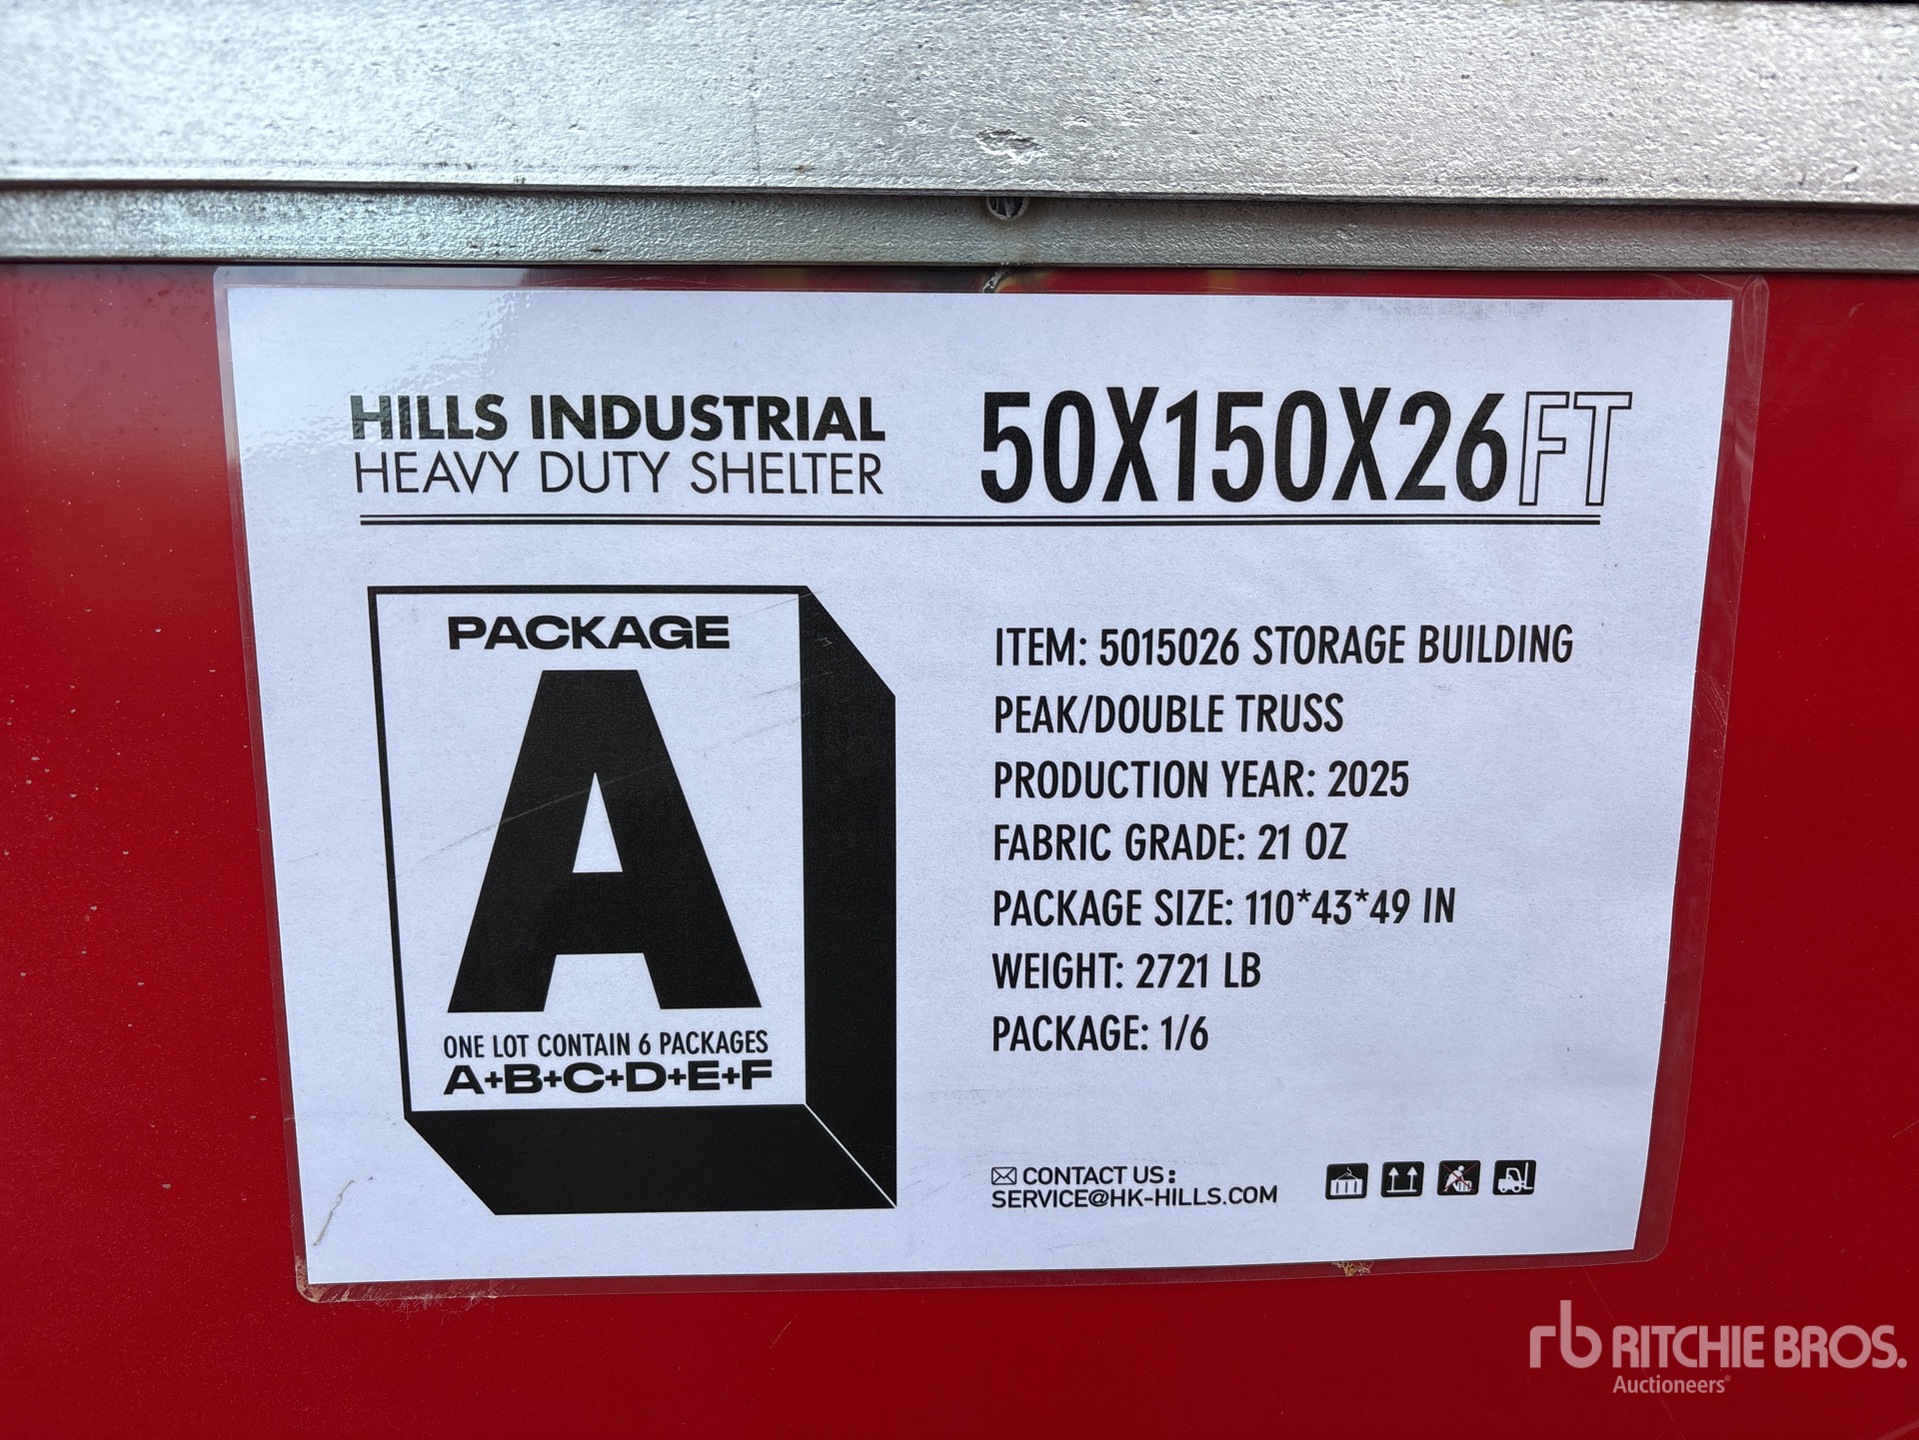 HILLS INDUSTRIAL
HEAVY DUTY SHELTER
50X150X26FT
PACKAGE
A
ONE LOT CONTAIN 6 PACKAGES
A+B+C+D+E+F
ITEM: 5015026 STORAGE BUILDING
PEAK/DOUBLE TRUSS
PRODUCTION YEAR: 2025
FABRIC GRADE: 21 OZ
PACKAGE SIZE: 110*43*49 IN
WEIGHT: 2721 LB
PACKAGE: 1/6
CONTACT US:
SERVICE@HK-HILLS.COM
rb RITCHIE BROS.
Auctioneers®